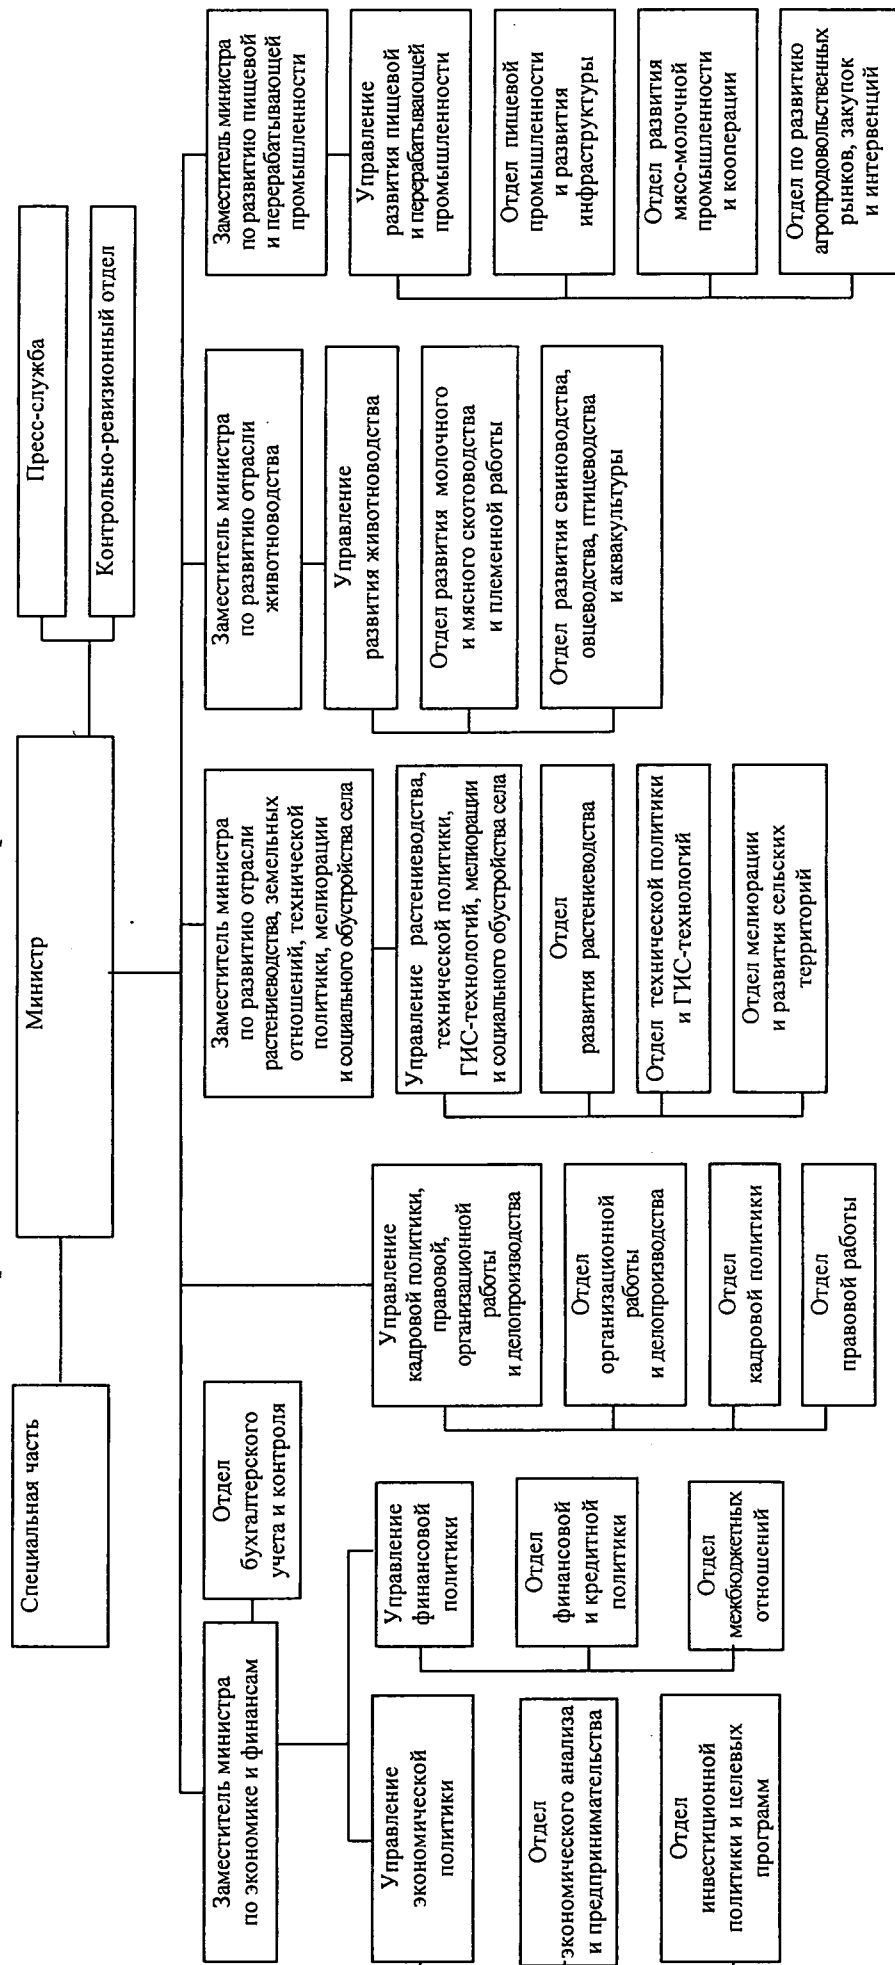 Специальная часть
Министр
Пресс-служба
Контрольно-ревизионный отдел
Заместитель министра
по экономике и финансам
Отдел
бухгалтерского
учета и контроля
Управление
экономической
политики
Отдел
экономического анализа
и предпринимательства
Отдел
инвестиционной
политики и целевых
программ
Управление
финансовой
политики
Отдел
финансовой
и кредитной
политики
Отдел
межбюджетных
отношений
Управление
кадровой политики,
правовой,
организационной
работы
и делопроизводства
Отдел
организационной
работы
и делопроизводства
Отдел
кадровой политики
Отдел
правовой работы
Заместитель министра
по развитию отрасли
растениеводства, земельных
отношений, технической
политики, мелиорации
и социального обустройства села
Управление растениеводства,
технической политики,
ГИС-технологий, мелиорации
и социального обустройства села
Отдел
развития растениеводства
Отдел технической политики
и ГИС-технологий
Отдел мелиорации
и развития сельских
территорий
Заместитель министра
по развитию отрасли
животноводства
Управление
развития животноводства
Отдел развития молочного
и мясного скотоводства
и племенной работы
Отдел развития свиноводства,
овцеводства, птицеводства
и аквакультуры
Заместитель министра
по развитию пищевой
и перерабатывающей
промышленности
Управление
развития пищевой
и перерабатывающей
промышленности
Отдел пищевой
промышленности
и развития
инфраструктуры
Отдел развития
мясо-молочной
промышленности
и кооперации
Отдел по развитию
агропродовольственных
рынков, закупок
и интервенций